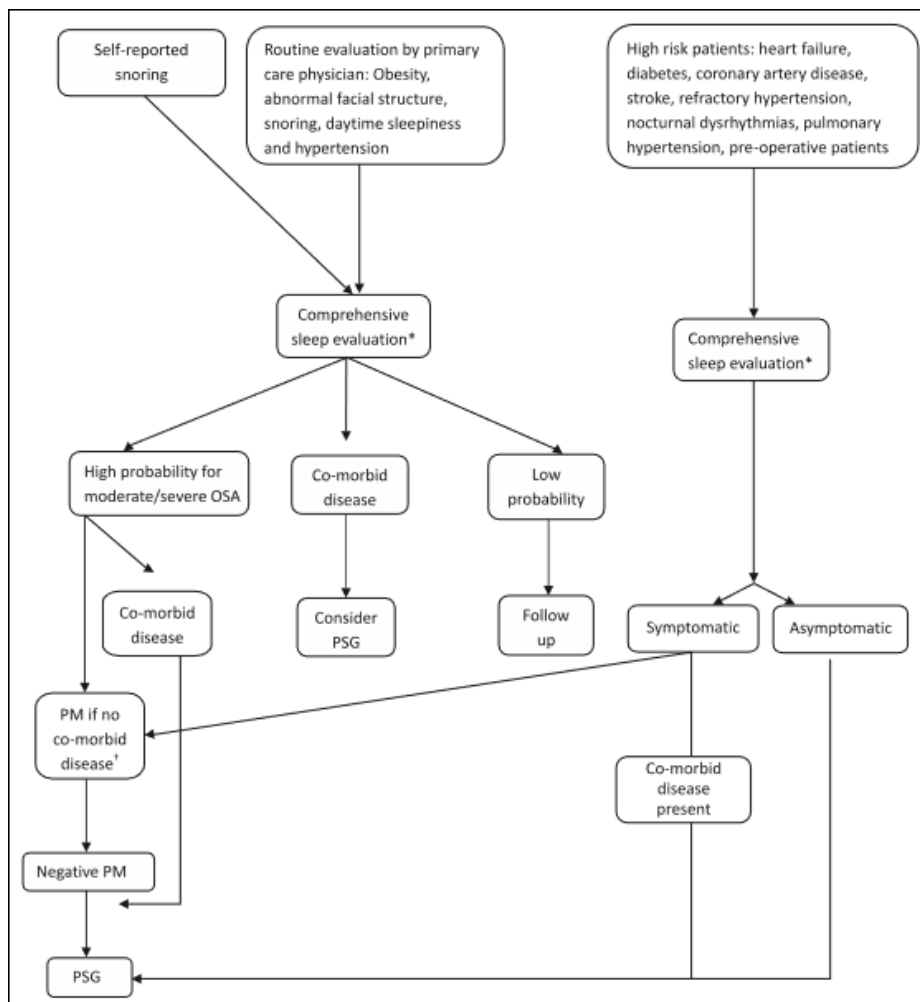 Self-reported
snoring
Routine evaluation by primary
care physician: Obesity,
abnormal facial structure,
snoring, daytime sleepiness
and hypertension
High risk patients: heart failure,
diabetes, coronary artery disease,
stroke, refractory hypertension,
nocturnal dysrhythmias, pulmonary
hypertension, pre-operative patients
Comprehensive
sleep evaluation*
Comprehensive
sleep evaluation*
High probability for
moderate/severe OSA
Co-morbid
disease
Low
probability
Co-morbid
disease
Consider
PSG
Follow
up
Symptomatic
Asymptomatic
PM if no
co-morbid
disease†
Co-morbid
disease
present
Negative PM
PSG